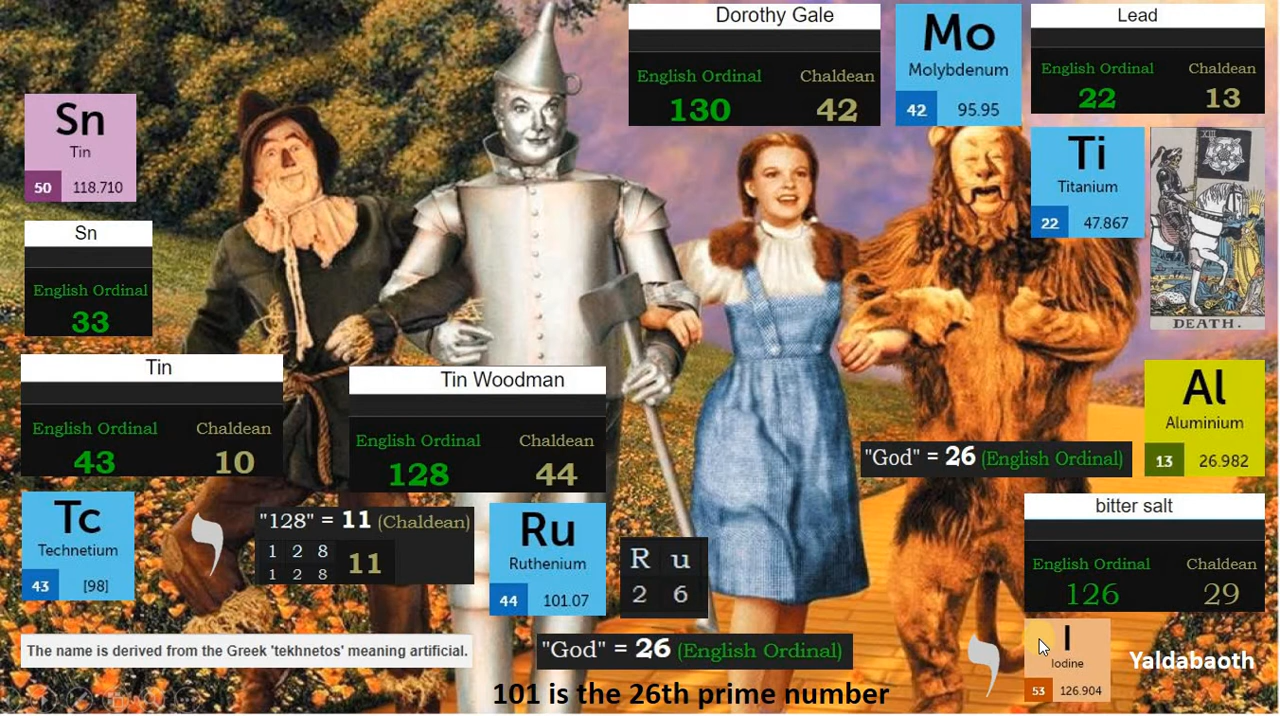 Sn
Tin
50 118.710
Sn
English Ordinal
33
Tin
English Ordinal Chaldean
43 10
Tc
Technetium
43 [98]
The name is derived from the Greek 'tekhnetos' meaning artificial.
י
"128" = 11 (Chaldean)
1 2 8
1 2 8
11
Tin Woodman
English Ordinal Chaldean
128 44
Ru
Ruthenium
44 101.07
R u
2 6
"God" = 26 (English Ordinal)
101 is the 26th prime number
Dorothy Gale
English Ordinal Chaldean
130 42
Mo
Molybdenum
42 95.95
Lead
English Ordinal Chaldean
22 13
Ti
Titanium
22 47.867
XIII
DEATH.
Al
Aluminium
13 26.982
"God" = 26 (English Ordinal)
bitter salt
English Ordinal Chaldean
126 29
י
I
Iodine
53 126.904
Yaldabaoth